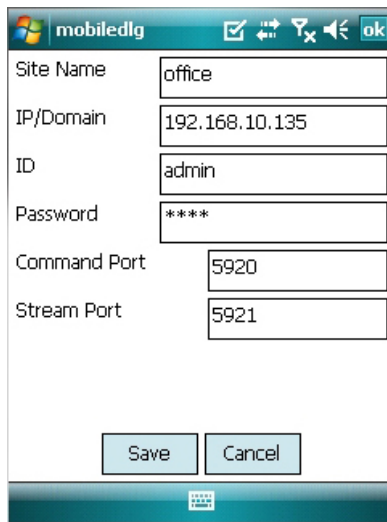 mobiledlg ok
Site Name office
IP/Domain 192.168.10.135
ID admin
Password ****
Command Port 5920
Stream Port 5921
Save Cancel